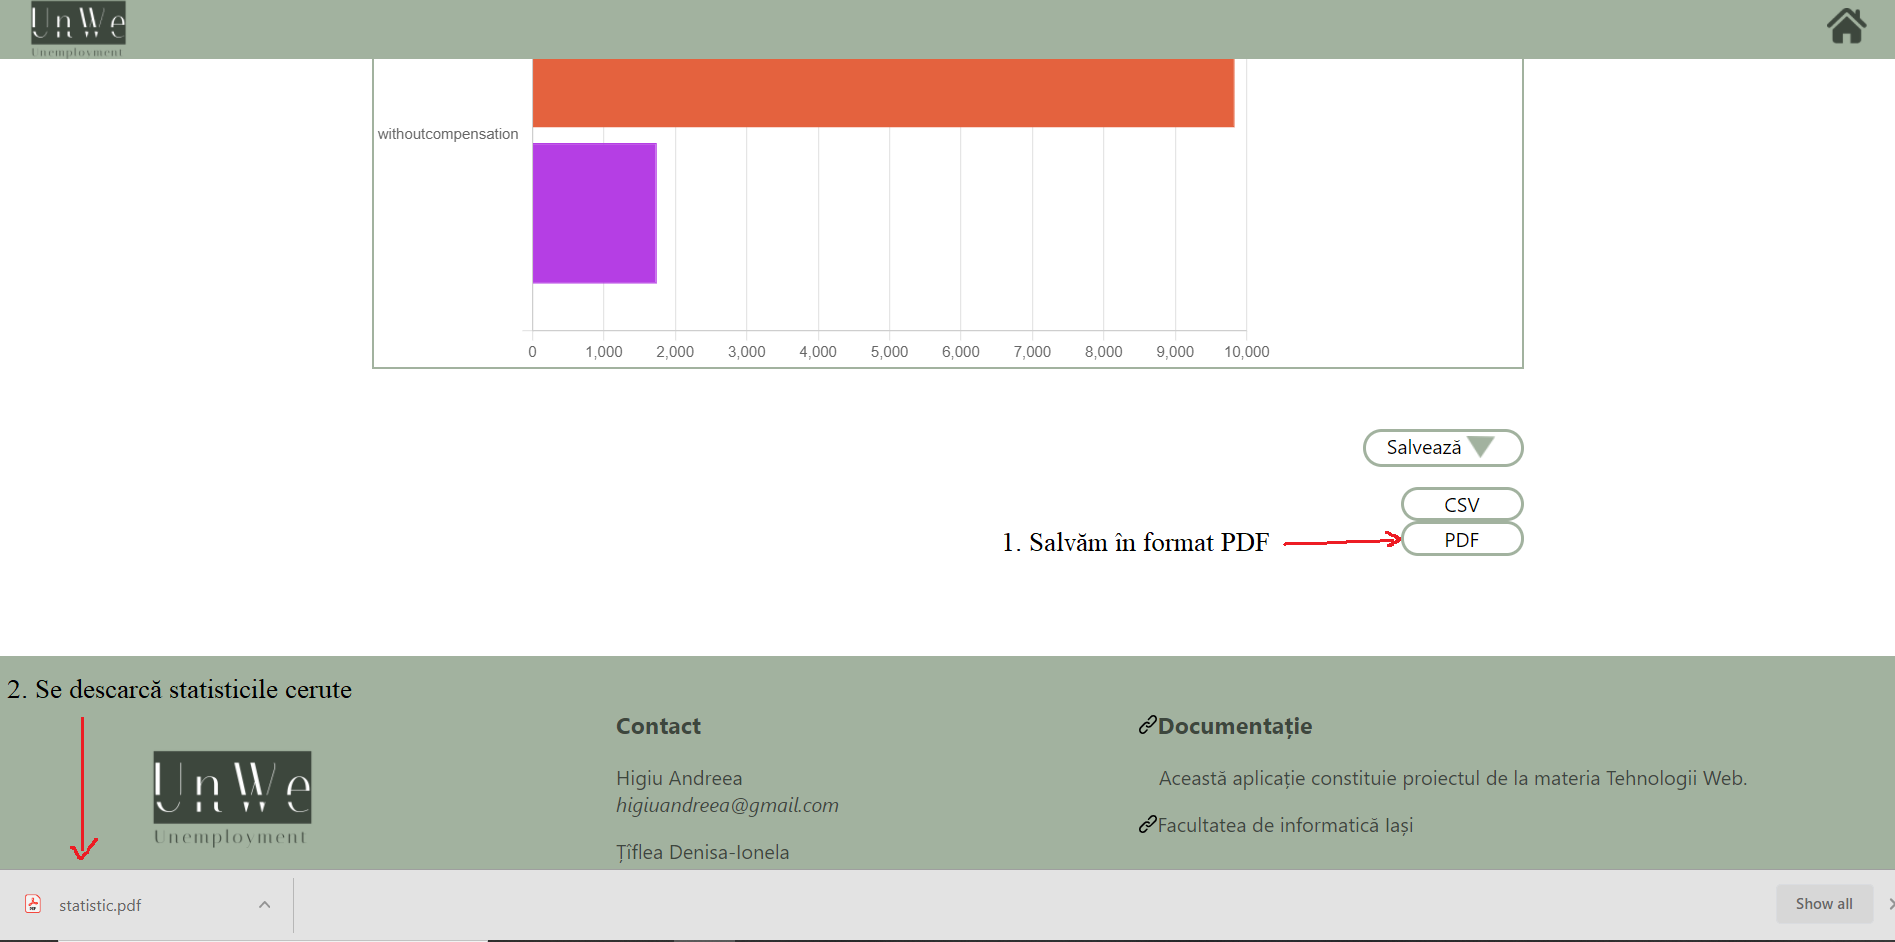 UnWe
Unemployment
withoutcompensation
0 1,000 2,000 3,000 4,000 5,000 6,000 7,000 8,000 9,000 10,000
Salvează
CSV
1. Salvăm în format PDF
PDF
2. Se descarcă statisticile cerute
UnWe
Unemployment
Contact
Higiu Andreea
higiuandreea@gmail.com
Țîflea Denisa-Ionela
Documentație
Această aplicație constituie proiectul de la materia Tehnologii Web.
Facultatea de informatică Iași
statistic.pdf
Show all